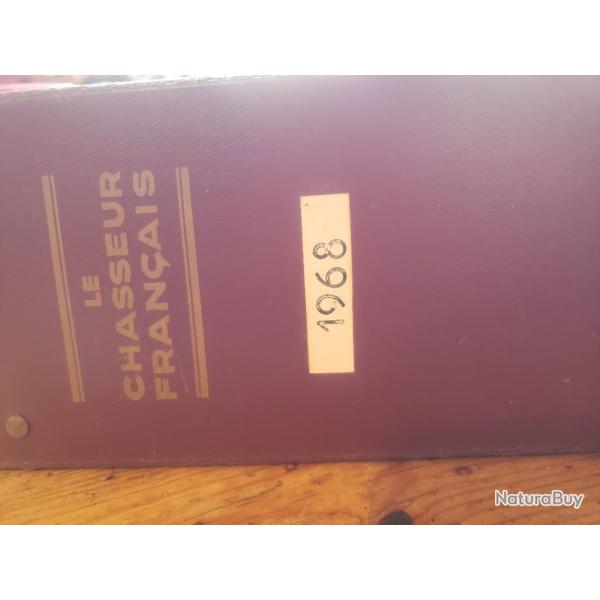 LE
CHASSEUR
FRANÇAIS
1968
NaturaBuy